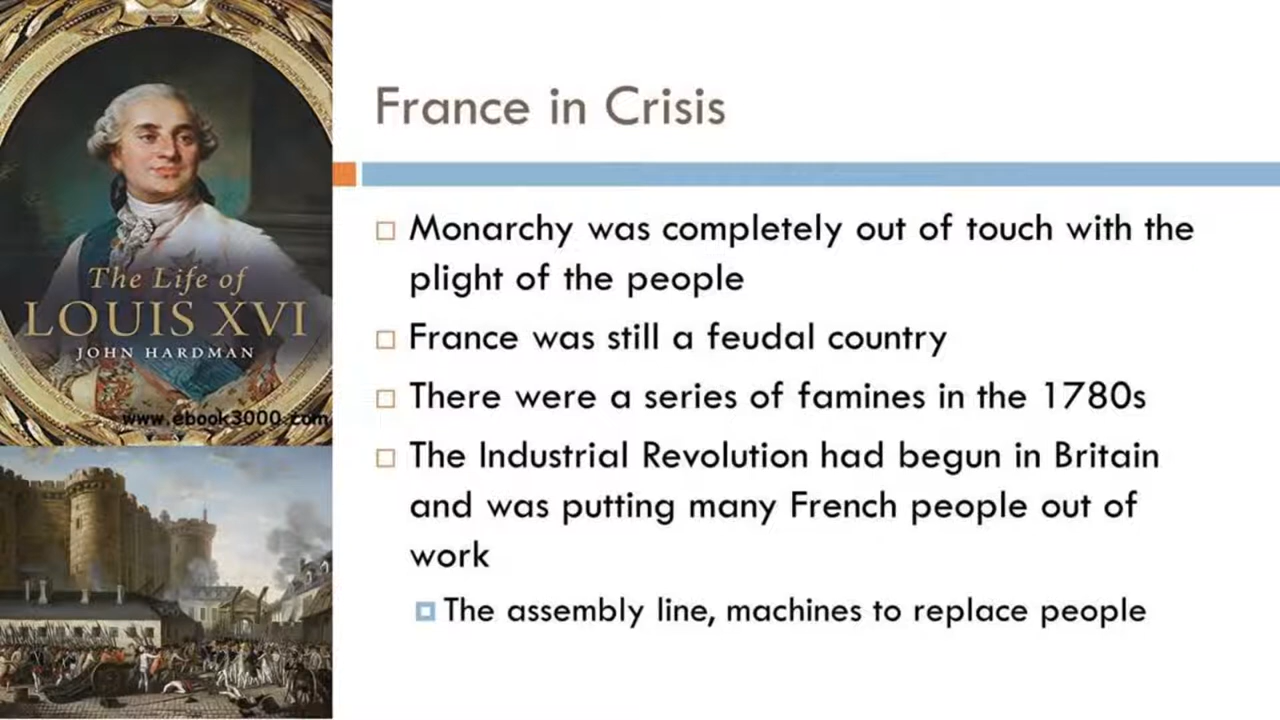 The Life of
LOUIS XVI
JOHN HARDMAN
www.ebook3000.com
France in Crisis
Monarchy was completely out of touch with the
plight of the people
France was still a feudal country
There were a series of famines in the 1780s
The Industrial Revolution had begun in Britain
and was putting many French people out of
work
The assembly line, machines to replace people